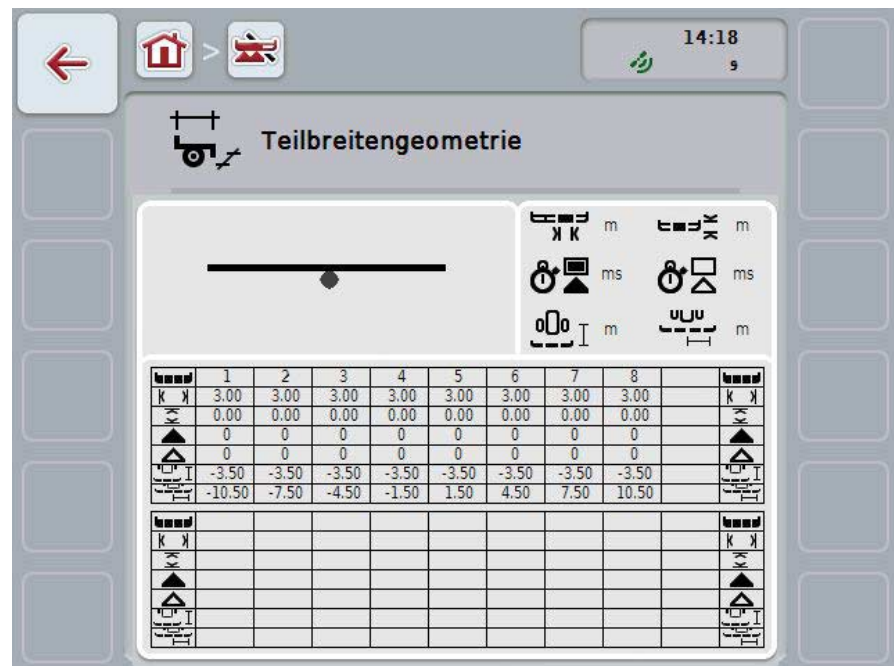 >
14:18
9
Teilbreitengeometrie
m m
ms ms
m m
1 2 3 4 5 6 7 8
3.00 3.00 3.00 3.00 3.00 3.00 3.00 3.00
0.00 0.00 0.00 0.00 0.00 0.00 0.00 0.00
0 0 0 0 0 0 0 0
0 0 0 0 0 0 0 0
-3.50 -3.50 -3.50 -3.50 -3.50 -3.50 -3.50 -3.50
-10.50 -7.50 -4.50 -1.50 1.50 4.50 7.50 10.50